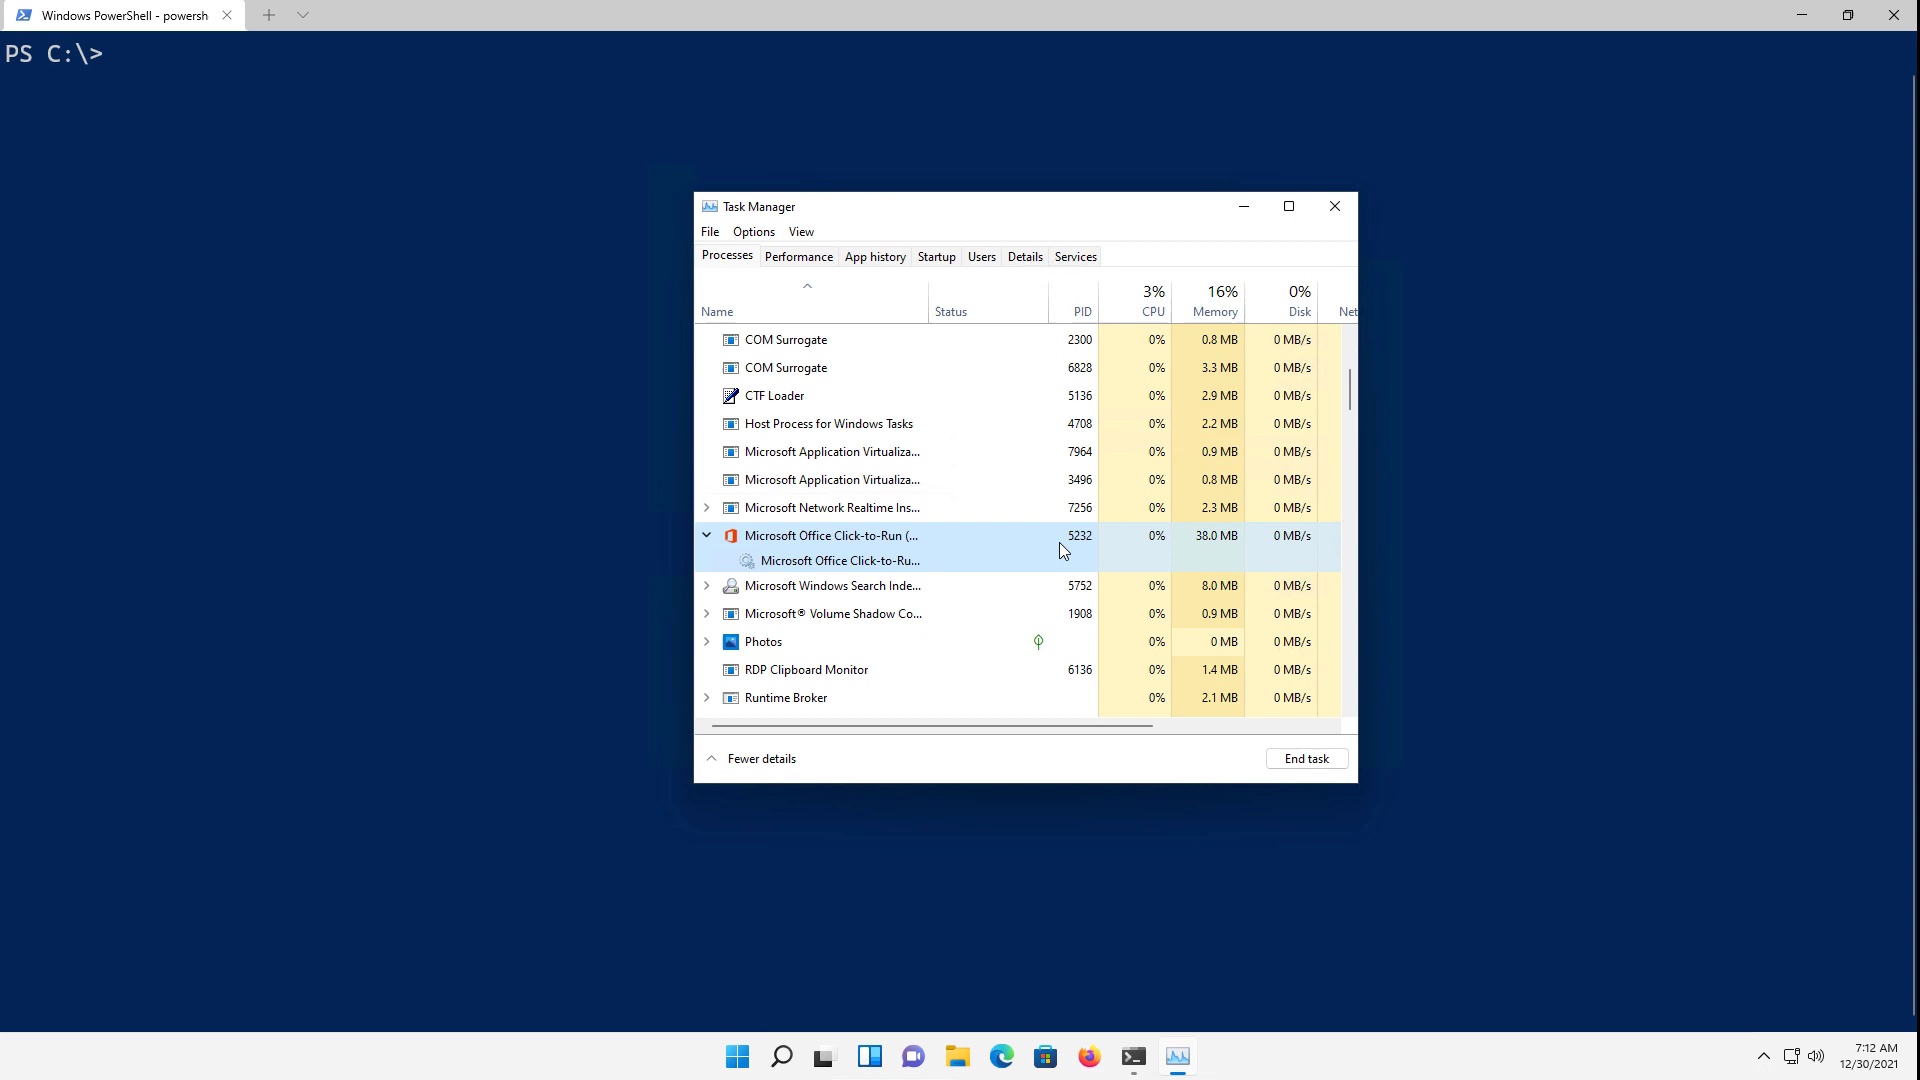 Windows PowerShell - powersh
PS C:\>
Task Manager
File Options View
Processes Performance App history Startup Users Details Services
3% 16% 0%
Name Status PID CPU Memory Disk Net
COM Surrogate 2300 0% 0.8 MB 0 MB/s
COM Surrogate 6828 0% 3.3 MB 0 MB/s
CTF Loader 5136 0% 2.9 MB 0 MB/s
Host Process for Windows Tasks 4708 0% 2.2 MB 0 MB/s
Microsoft Application Virtualiza... 7964 0% 0.9 MB 0 MB/s
Microsoft Application Virtualiza... 3496 0% 0.8 MB 0 MB/s
Microsoft Network Realtime Ins... 7256 0% 2.3 MB 0 MB/s
Microsoft Office Click-to-Run (... 5232 0% 38.0 MB 0 MB/s
Microsoft Office Click-to-Ru...
Microsoft Windows Search Inde... 5752 0% 8.0 MB 0 MB/s
Microsoft® Volume Shadow Co... 1908 0% 0.9 MB 0 MB/s
Photos 0% 0 MB 0 MB/s
RDP Clipboard Monitor 6136 0% 1.4 MB 0 MB/s
Runtime Broker 0% 2.1 MB 0 MB/s
Fewer details End task
7:12 AM
12/30/2021